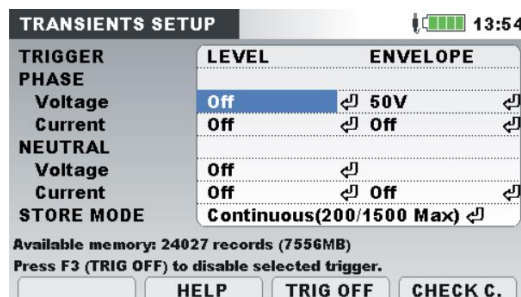 TRANSIENTS SETUP 13:54
TRIGGER LEVEL ENVELOPE
PHASE
Voltage Off 50V
Current Off Off
NEUTRAL
Voltage Off
Current Off Off
STORE MODE Continuous(200/1500 Max)
Available memory: 24027 records (7556MB)
Press F3 (TRIG OFF) to disable selected trigger.
HELP TRIG OFF CHECK C.